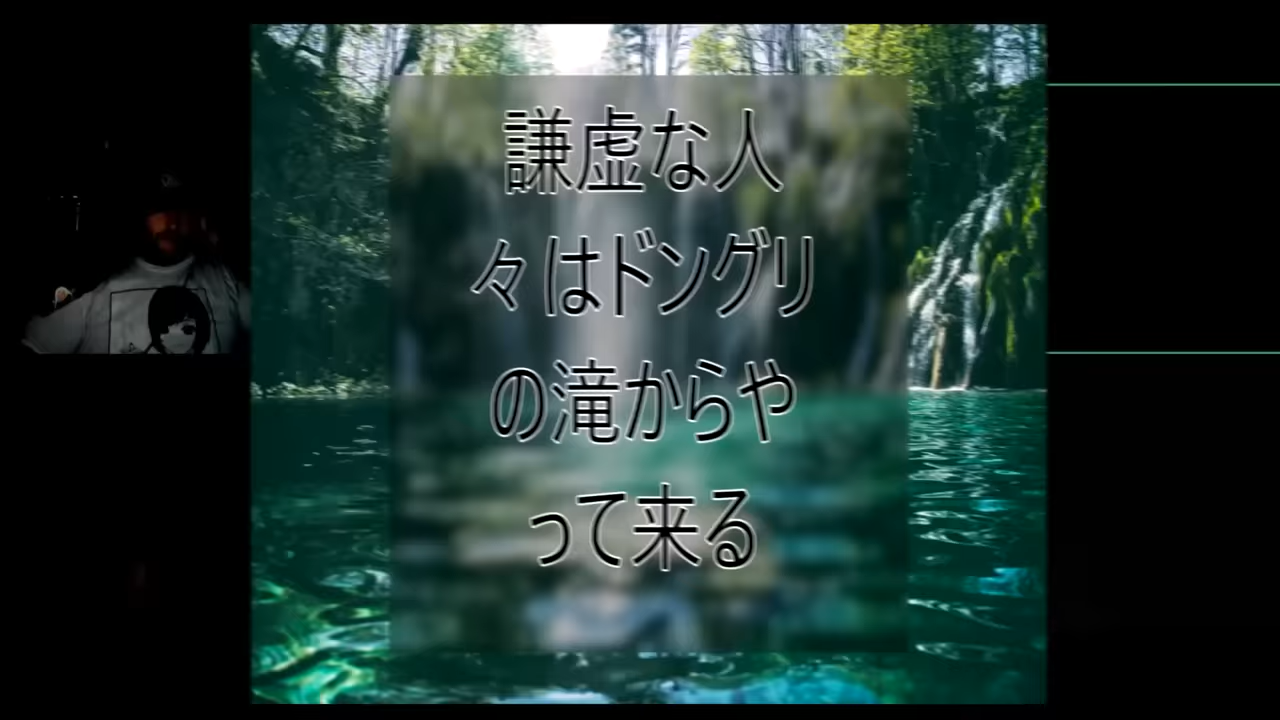 謙虚な人
々はドングリ
の滝からや
って来る